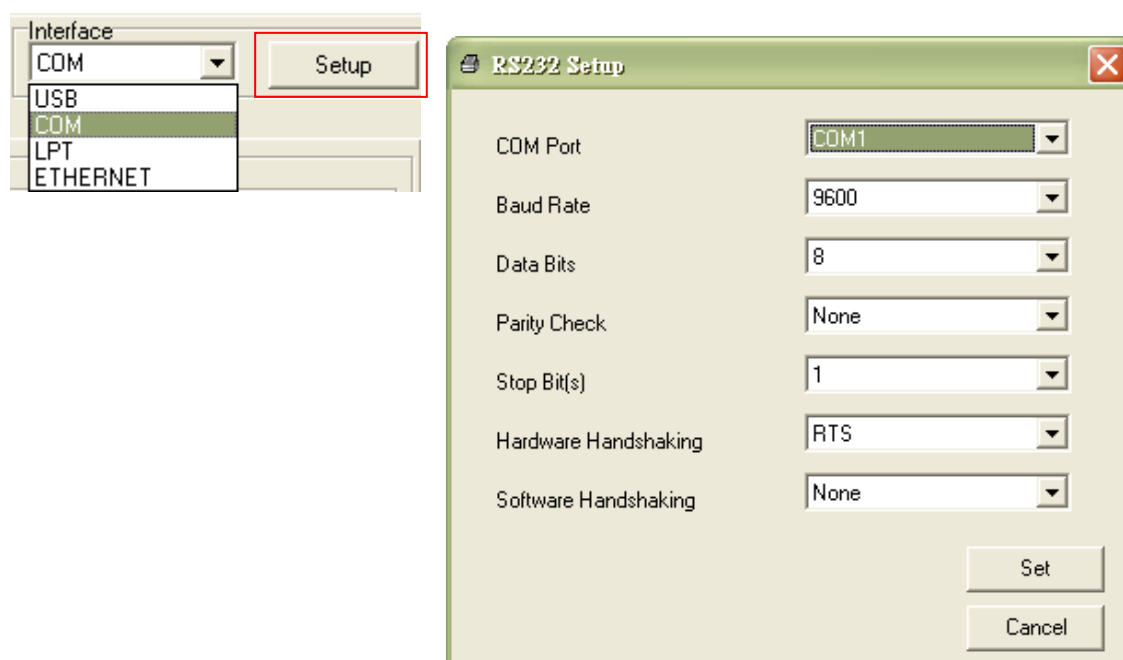 Interface
COM
Setup
USB
COM
LPT
ETHERNET
RS232 Setup
COM Port COM1
Baud Rate 9600
Data Bits 8
Parity Check None
Stop Bit(s) 1
Hardware Handshaking RTS
Software Handshaking None
Set
Cancel